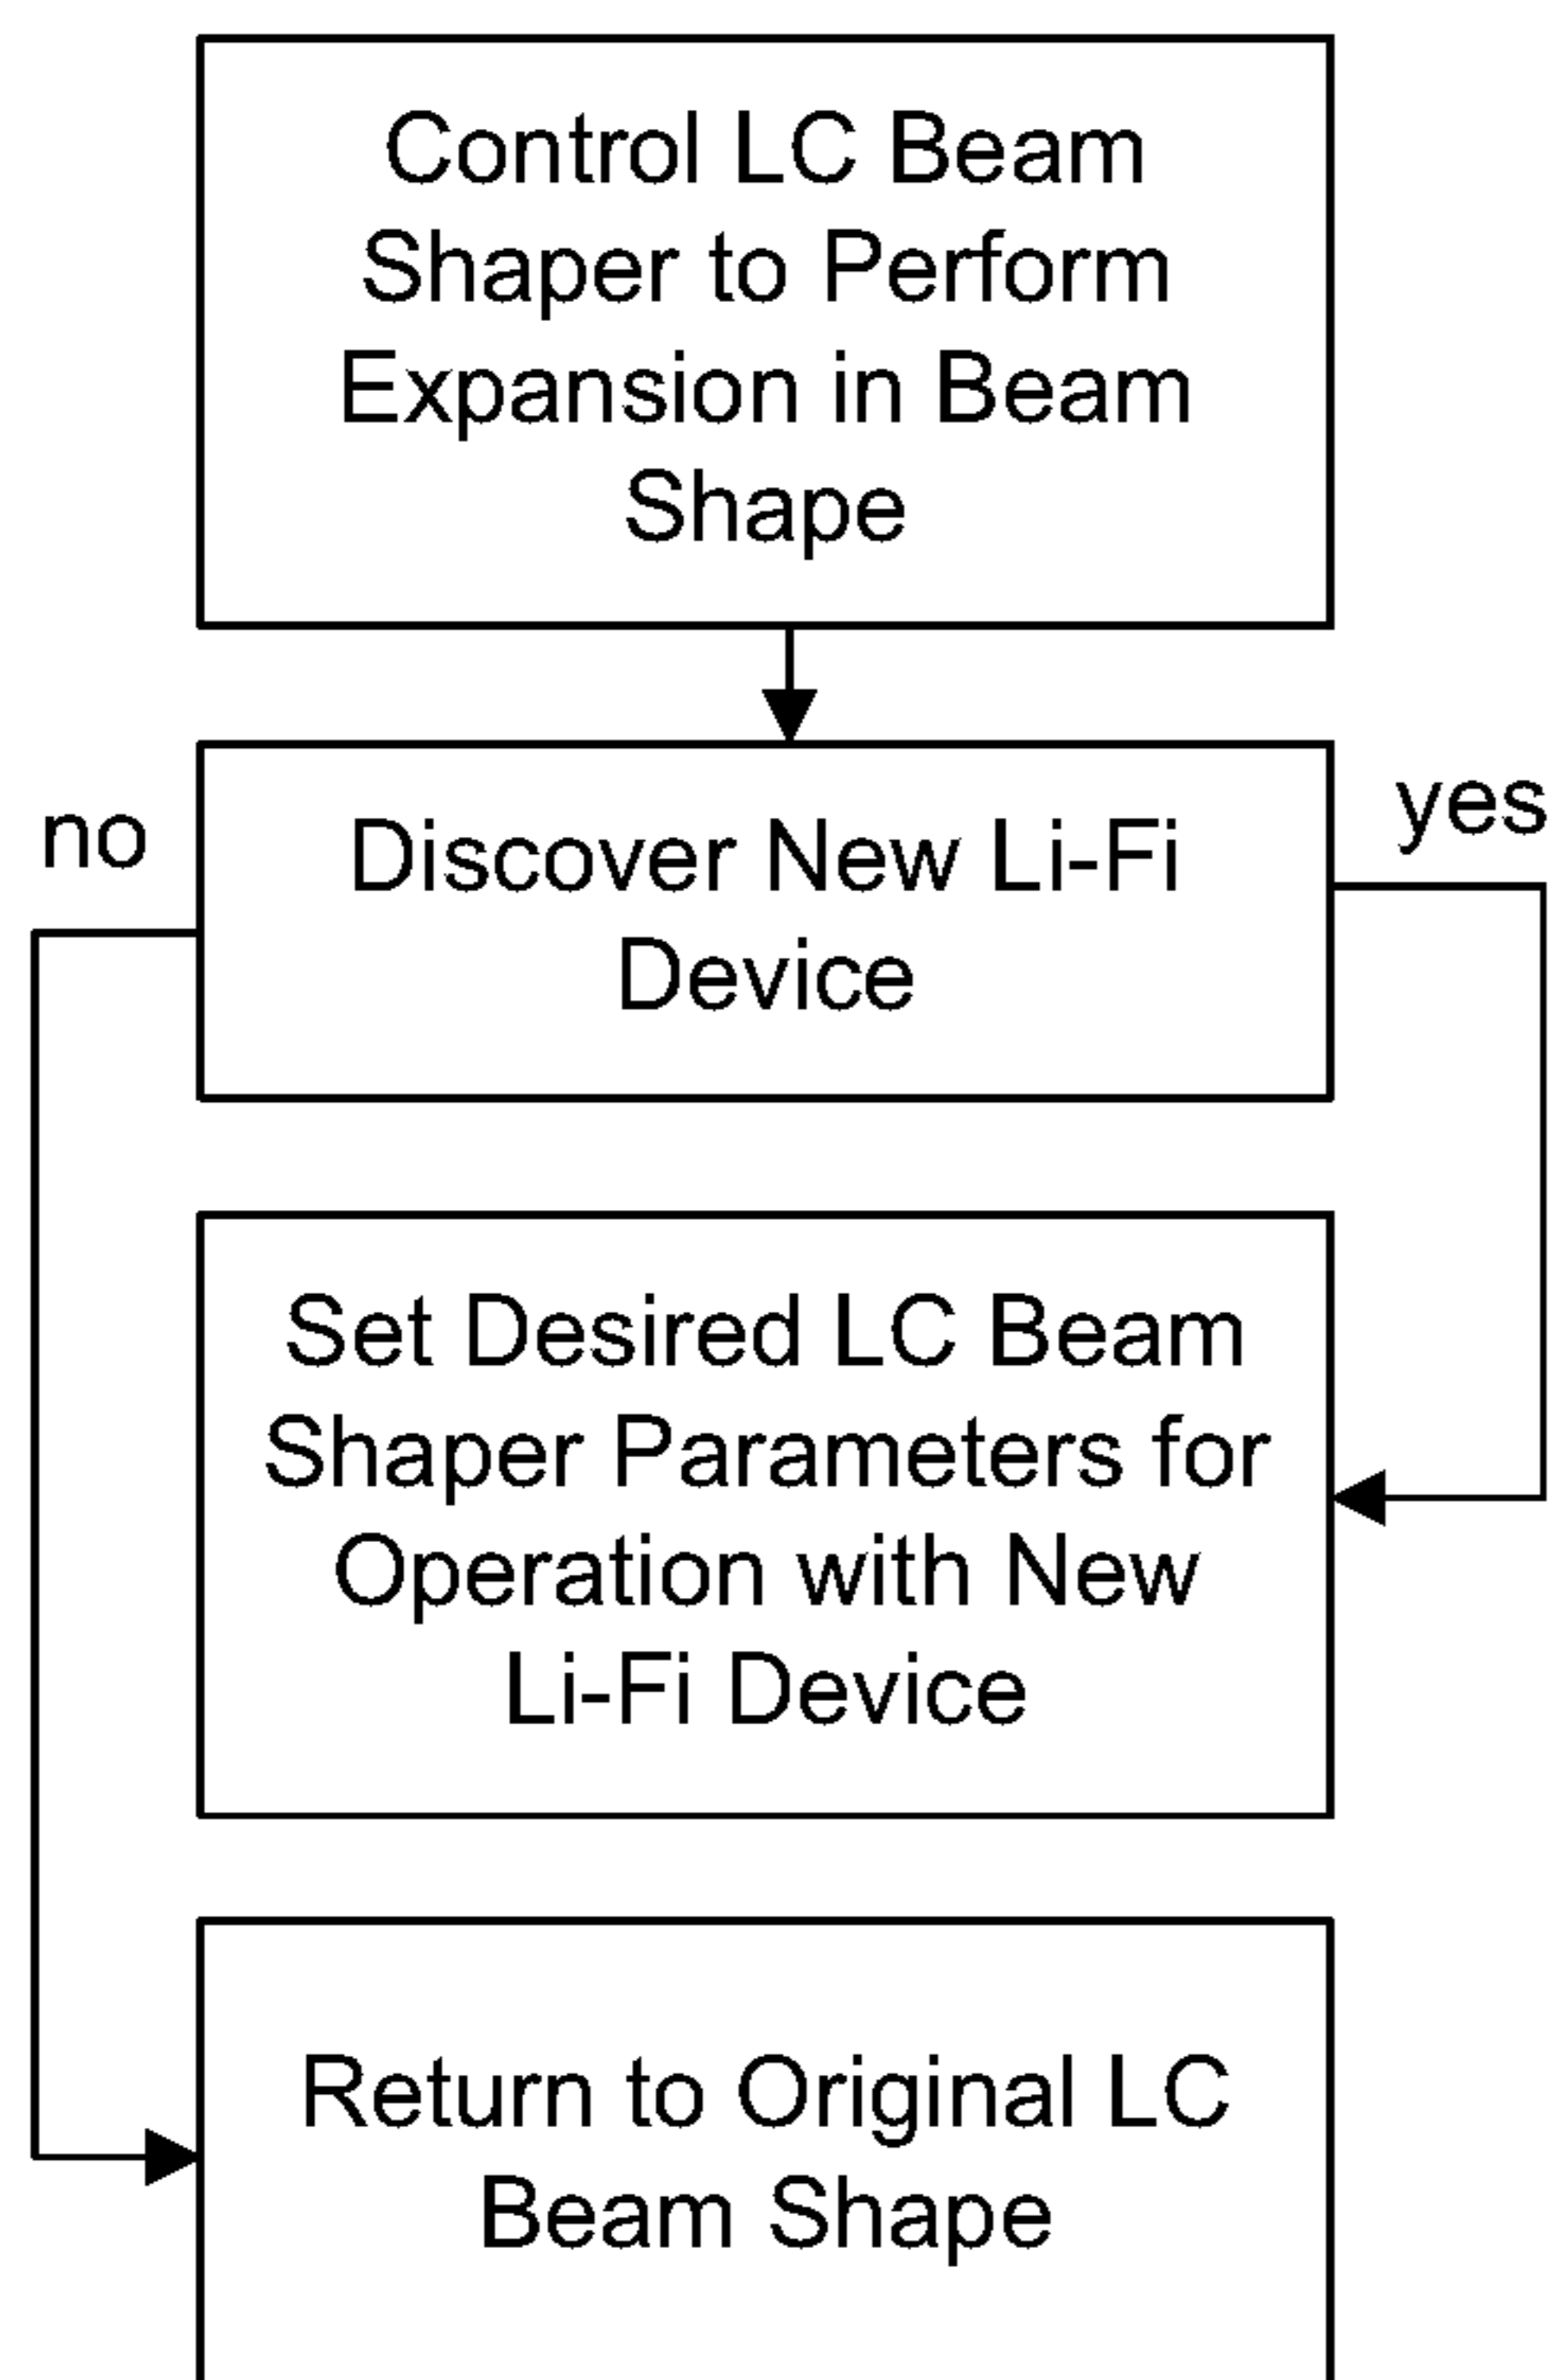 Control LC Beam
Shaper to Perform
Expansion in Beam
Shape
no
yes
Discover New Li-Fi
Device
Set Desired LC Beam
Shaper Parameters for
Operation with New
Li-Fi Device
Return to Original LC
Beam Shape